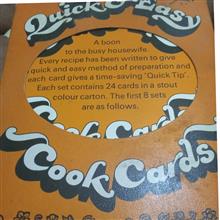 Quick & Easy
A boon
to the busy housewife.
Every recipe has been written to give
a quick and easy method of preparation and
each card gives a time-saving 'Quick Tip'.
Each set contains 24 cards in a stout
colour carton. The first 8 sets
are as follows.
Cook Cards
Cook Cards